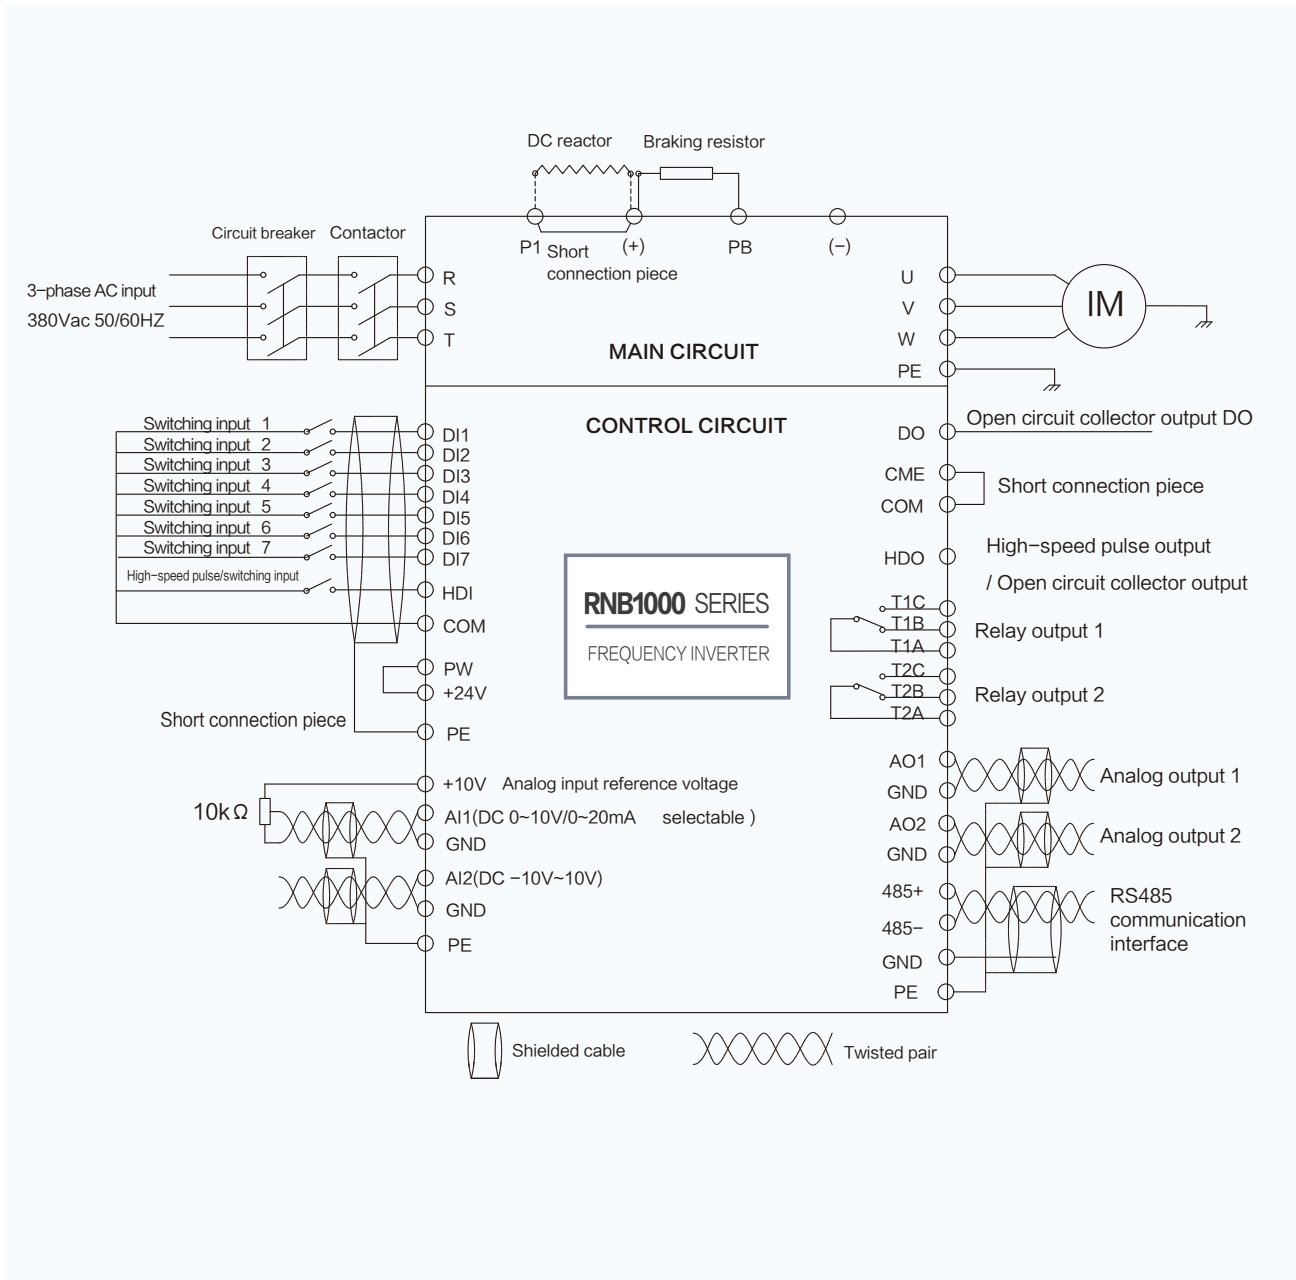 DC reactor
Braking resistor
Circuit breaker
Contactor
P1
Short
connection piece
(+)
PB
(−)
3−phase AC input
380Vac 50/60HZ
R
S
T
U
V
W
PE
IM
MAIN CIRCUIT
CONTROL CIRCUIT
Switching input 1
Switching input 2
Switching input 3
Switching input 4
Switching input 5
Switching input 6
Switching input 7
High−speed pulse/switching input
DI1
DI2
DI3
DI4
DI5
DI6
DI7
HDI
COM
PW
+24V
Short connection piece
PE
DO
Open circuit collector output DO
CME
COM
Short connection piece
HDO
High−speed pulse output
/ Open circuit collector output
RNB1000 SERIES
FREQUENCY INVERTER
T1C
T1B
T1A
Relay output 1
T2C
T2B
T2A
Relay output 2
+10V Analog input reference voltage
10kΩ
AI1(DC 0~10V/0~20mA selectable )
GND
AI2(DC −10V~10V)
GND
PE
AO1
GND
Analog output 1
AO2
GND
Analog output 2
485+
485−
GND
PE
RS485
communication
interface
Shielded cable
Twisted pair